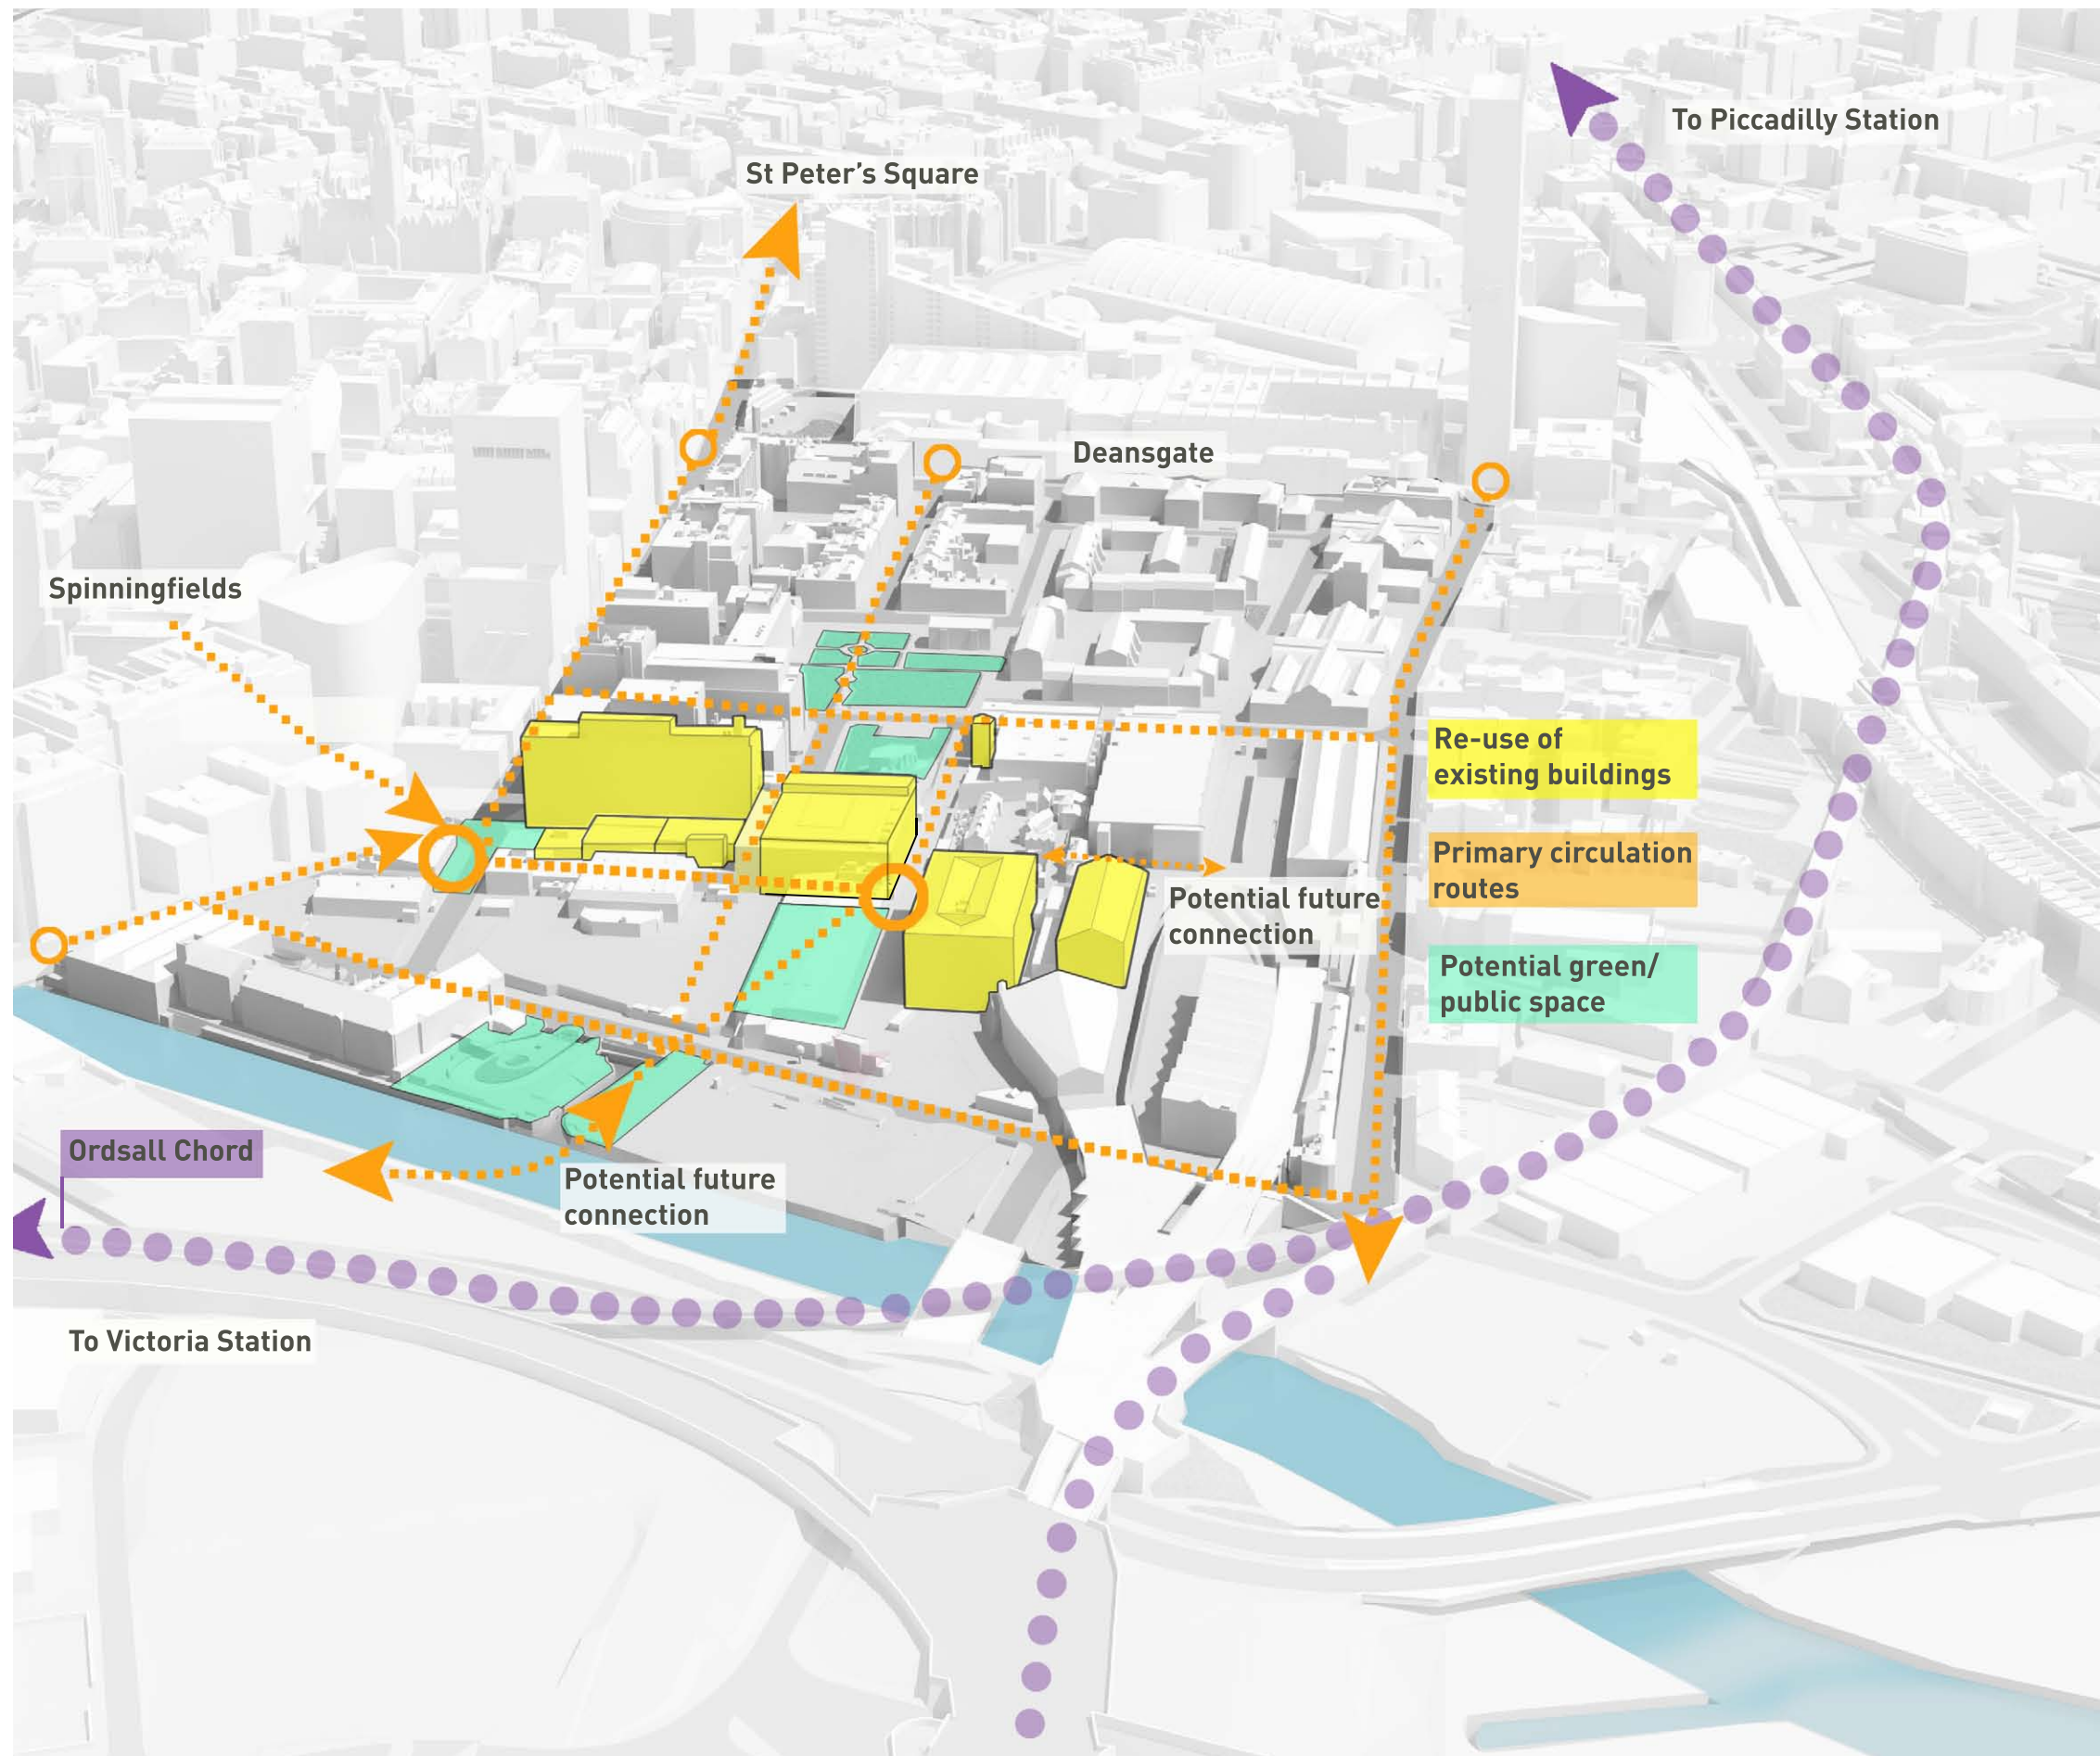 To Piccadilly Station
St Peter's Square
Deansgate
Spinningfields
Re-use of
existing buildings
Primary circulation
routes
Potential future
connection
Potential green/
public space
Ordsall Chord
Potential future
connection
To Victoria Station